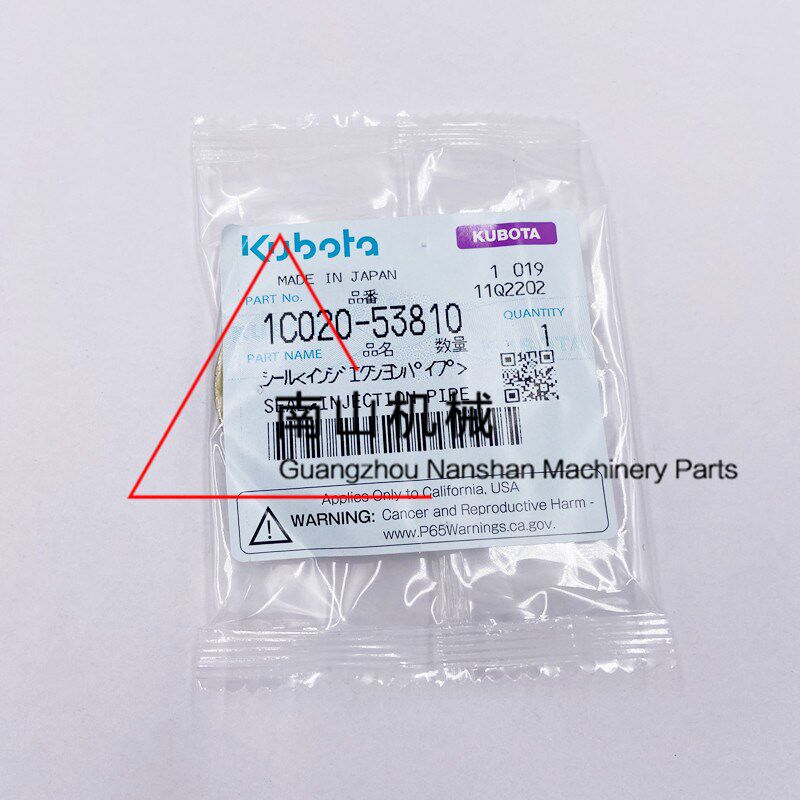 Kubota
KUBOTA
MADE IN JAPAN
1 019
11Q2202
PART No. 品番
1C020-53810
QUANTITY
PART NAME 品名 数量
1
シール<インジェクションパイプ>
SEAL INJECTION PIPE
南山机械
Guangzhou Nanshan Machinery Parts
Applies Only to California, USA
WARNING: Cancer and Reproductive Harm -
www.P65Warnings.ca.gov.